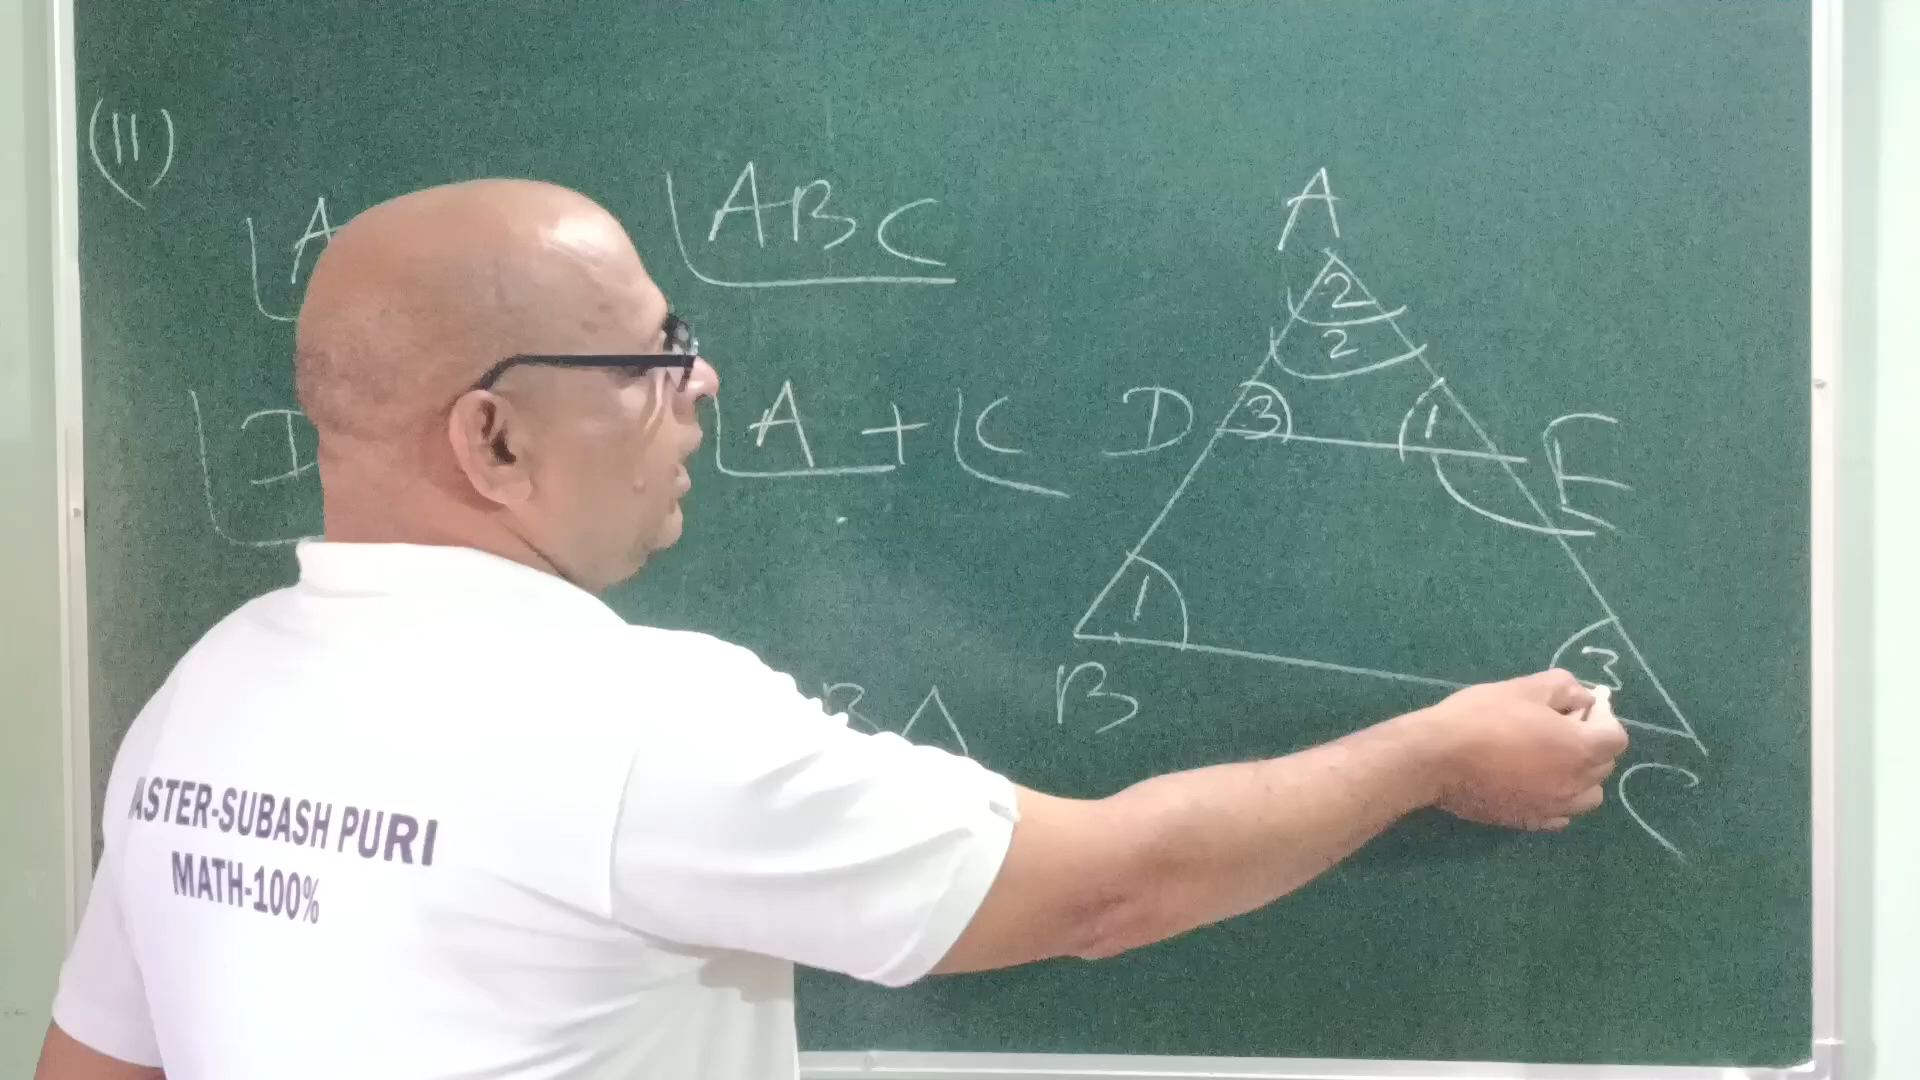 (II)
A
ABC
D
A + C
A
2
2
D
3
1
E
1
B
3
C
B
ASTER-SUBASH PURI
MATH-100%